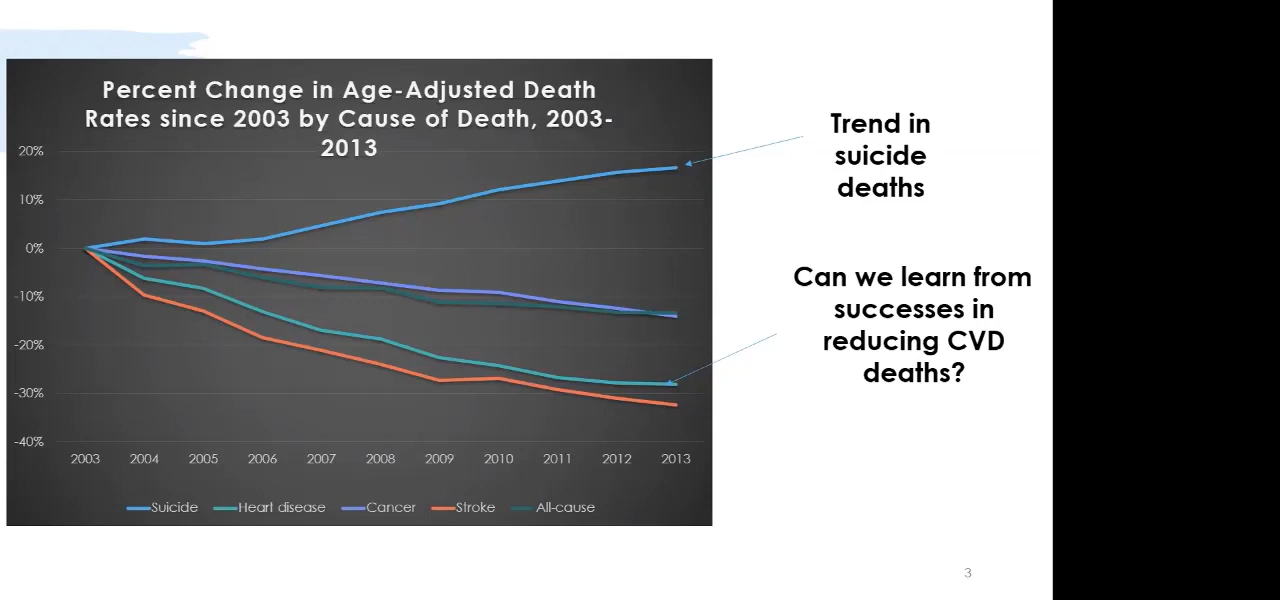 Percent Change in Age-Adjusted Death
Rates since 2003 by Cause of Death, 2003-
2013
20%
10%
0%
-10%
-20%
-30%
-40%
2003 2004 2005 2006 2007 2008 2009 2010 2011 2012 2013
Suicide Heart disease Cancer Stroke All-cause
Trend in
suicide
deaths
Can we learn from
successes in
reducing CVD
deaths?
3